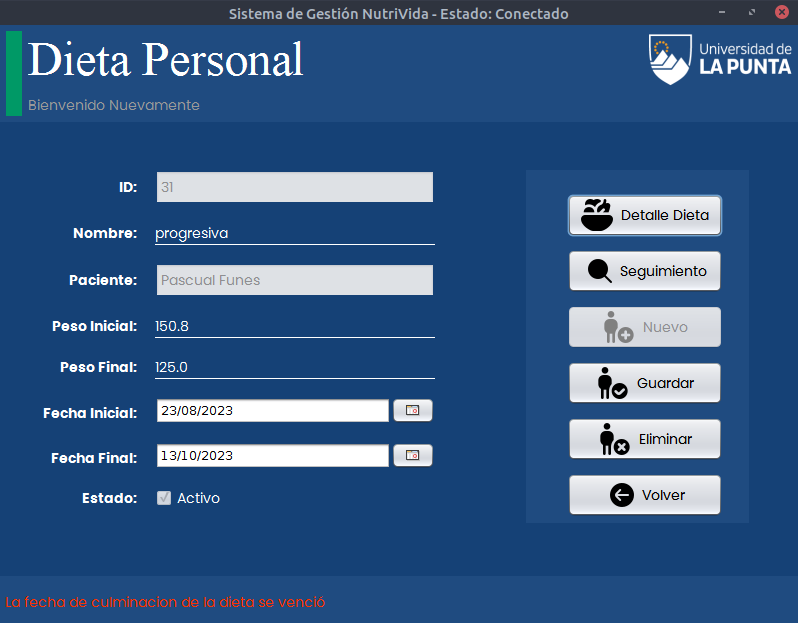 Sistema de Gestión NutriVida - Estado: Conectado
Dieta Personal
Bienvenido Nuevamente
Universidad de
LA PUNTA
ID: 31
Nombre: progresiva
Paciente: Pascual Funes
Peso Inicial: 150.8
Peso Final: 125.0
Fecha Inicial: 23/08/2023
Fecha Final: 13/10/2023
Estado: Activo
Detalle Dieta
Seguimiento
Nuevo
Guardar
Eliminar
Volver
La fecha de culminacion de la dieta se venció